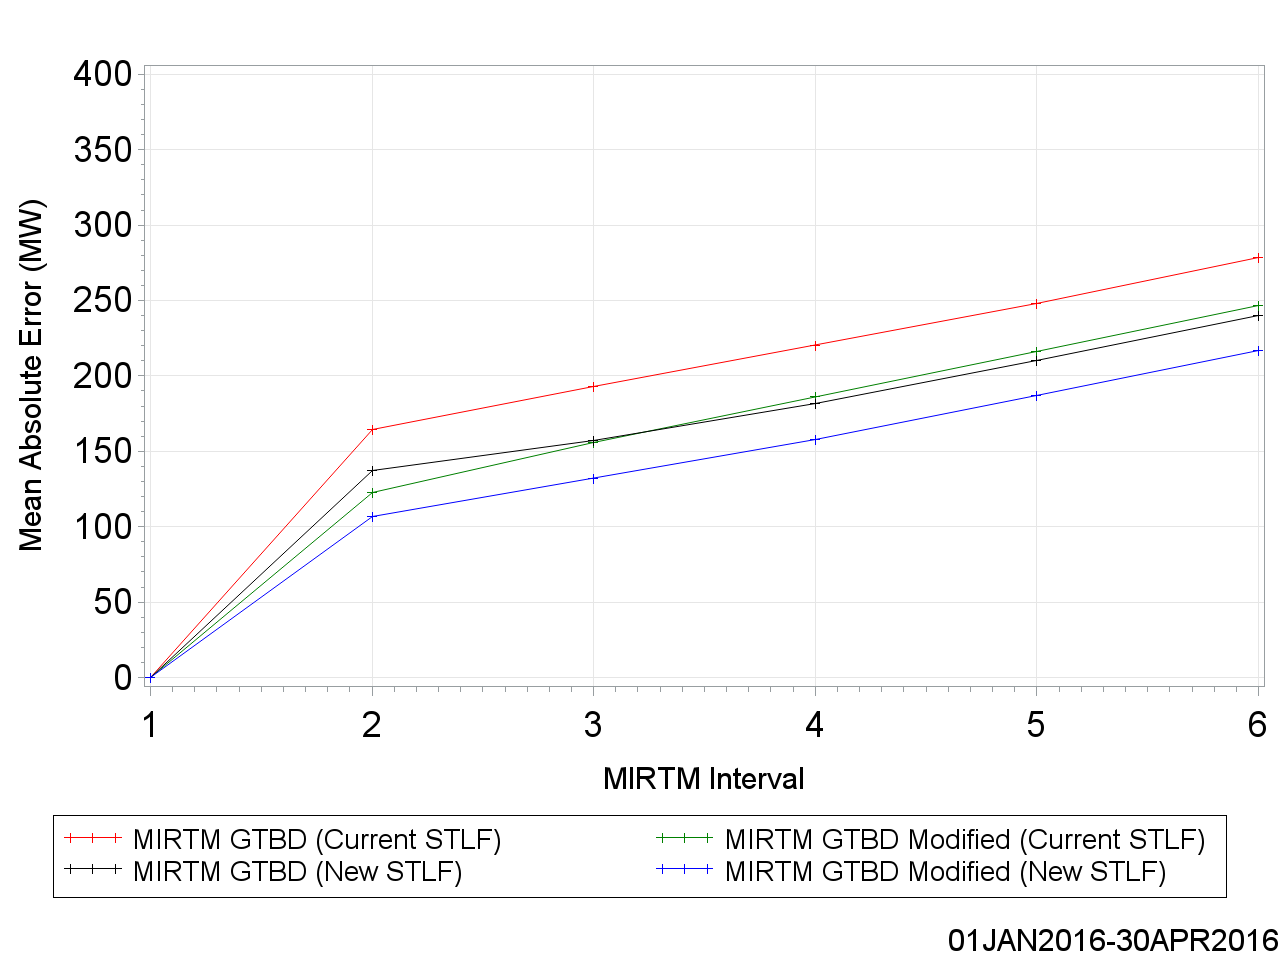 400
350
300
250
200
150
100
50
0
Mean Absolute Error (MW)
1 2 3 4 5 6
MIRTM Interval
MIRTM GTBD (Current STLF) MIRTM GTBD Modified (Current STLF)
MIRTM GTBD (New STLF) MIRTM GTBD Modified (New STLF)
01JAN2016-30APR2016